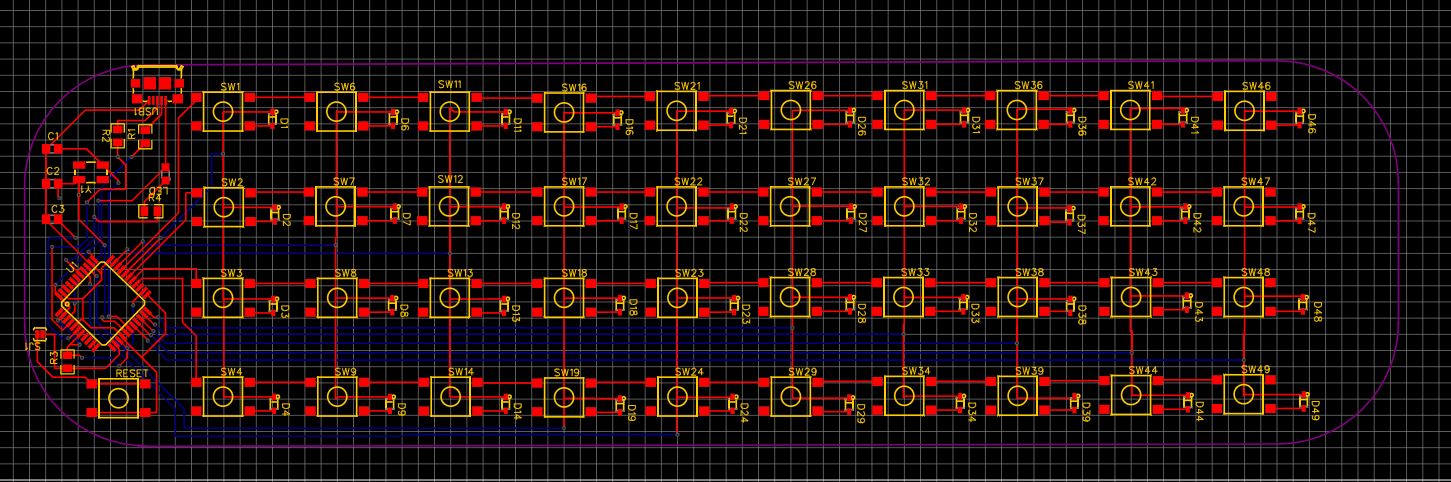 SW1 SW6 SW11 SW16 SW21 SW26 SW31 SW36 SW41 SW46
USB1
D1 D6 D11 D16 D21 D26 D31 D36 D41 D46
C1 R2 R1
C2 Y1 LED
R4
C3
SW2 SW7 SW12 SW17 SW22 SW27 SW32 SW37 SW42 SW47
D2 D7 D12 D17 D22 D27 D32 D37 D42 D47
U1
SW3 SW8 SW13 SW18 SW23 SW28 SW33 SW38 SW43 SW48
D3 D8 D13 D18 D23 D28 D33 D38 D43 D48
R3
RESET
SW4 SW9 SW14 SW19 SW24 SW29 SW34 SW39 SW44 SW49
D4 D9 D14 D19 D24 D29 D34 D39 D44 D49